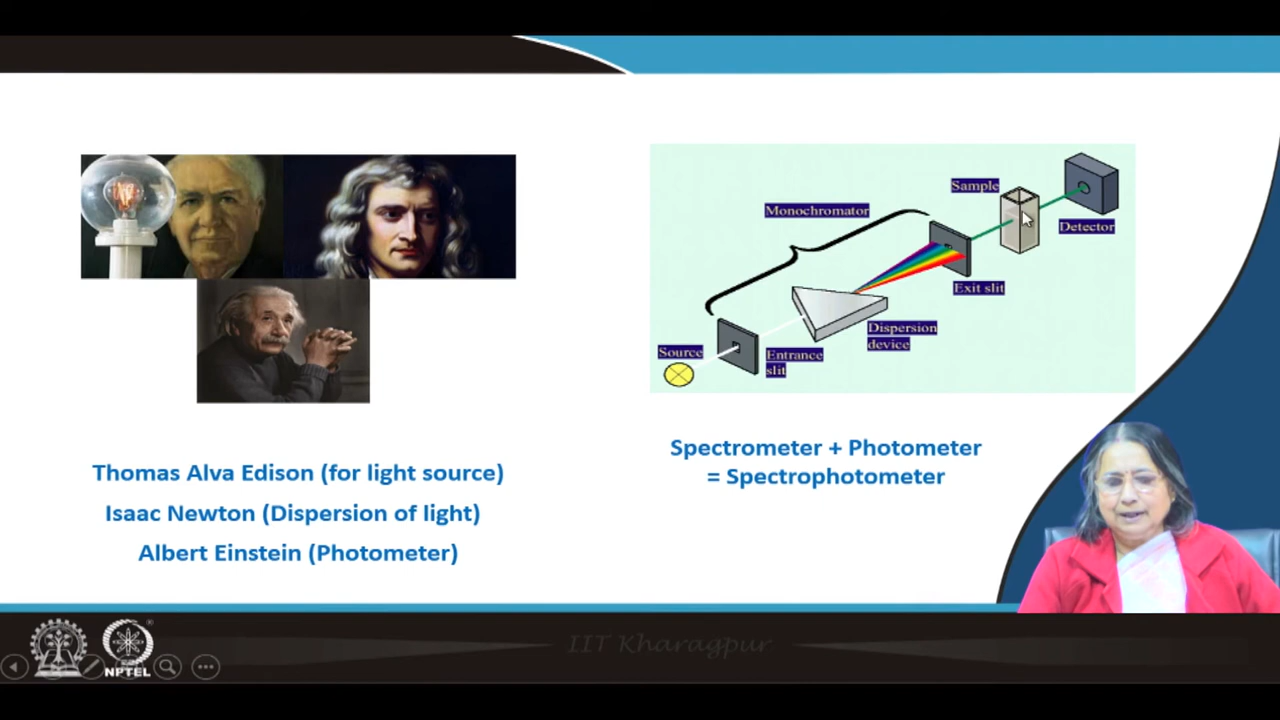 Thomas Alva Edison (for light source)
Isaac Newton (Dispersion of light)
Albert Einstein (Photometer)
Sample
Monochromator
Detector
Exit slit
Dispersion
device
Source
Entrance
slit
Spectrometer + Photometer
= Spectrophotometer
NPTEL
IIT Kharagpur